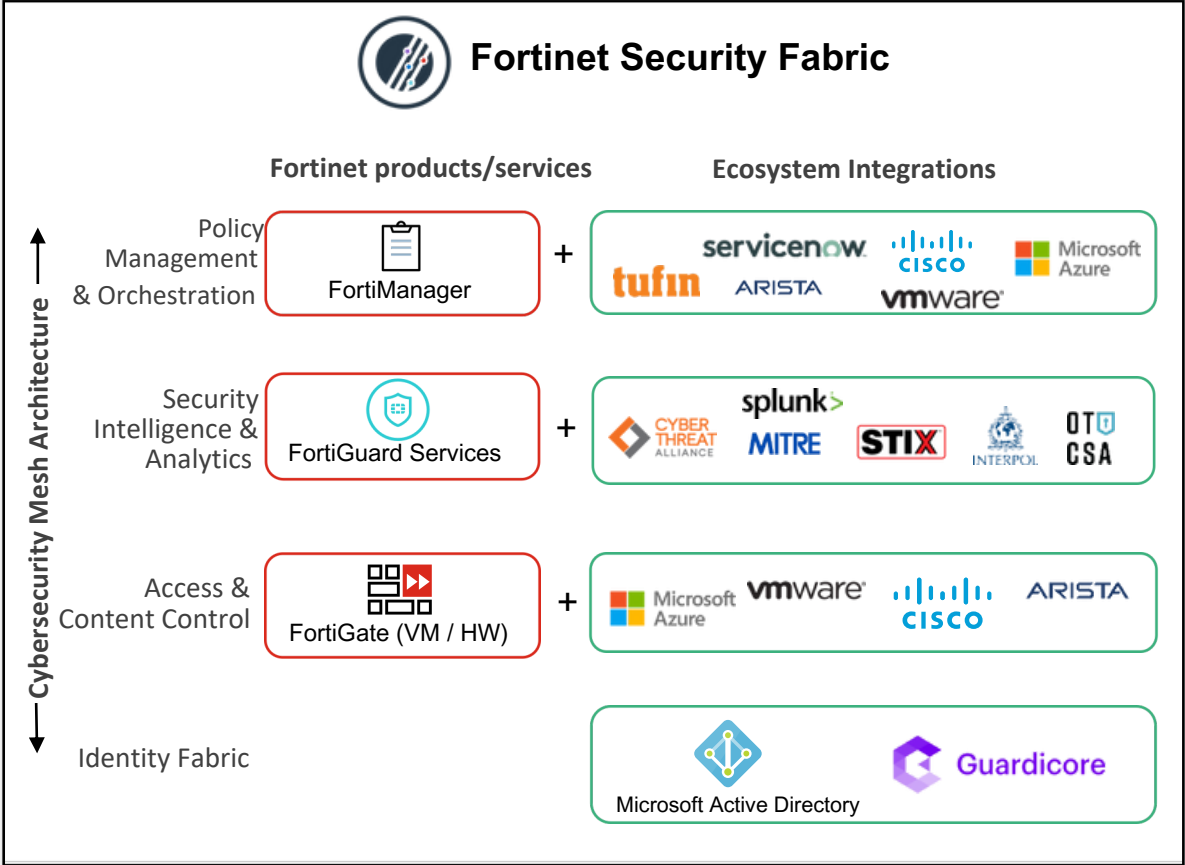 Fortinet Security Fabric
Fortinet products/services
Ecosystem Integrations
Cybersecurity Mesh Architecture
Policy
Management
& Orchestration
FortiManager
+
servicenow
CISCO
Microsoft
Azure
tufin
ARISTA
vmware®
Security
Intelligence &
Analytics
FortiGuard Services
+
CYBER
THREAT
ALLIANCE
splunk>
MITRE
STIX
INTERPOL
OT
CSA
Access &
Content Control
FortiGate (VM / HW)
+
Microsoft
Azure
vmware®
CISCO
ARISTA
Identity Fabric
Microsoft Active Directory
Guardicore